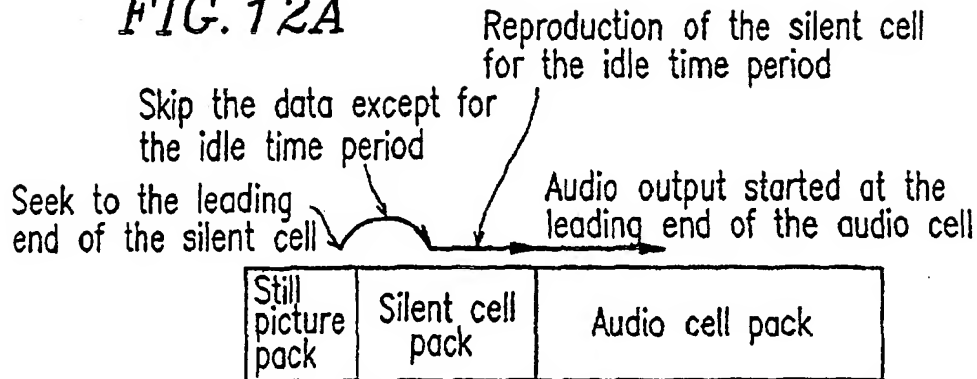 FIG. 12A
Reproduction of the silent cell
for the idle time period
Skip the data except for
the idle time period
Seek to the leading
end of the silent cell
Audio output started at the
leading end of the audio cell
Still
picture
pack
Silent cell
pack
Audio cell pack